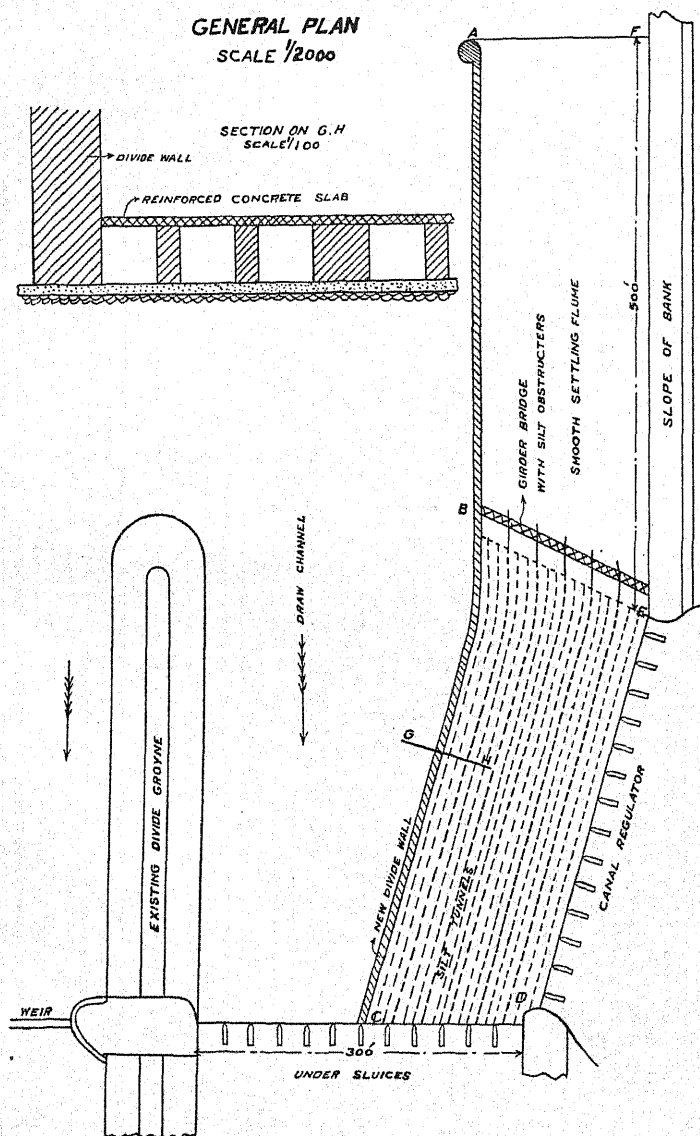 GENERAL PLAN
SCALE 1/2000
SECTION ON G.H
SCALE 1/100
DIVIDE WALL
REINFORCED CONCRETE SLAB
A
F
500'
SLOPE OF BANK
GIRDER BRIDGE
WITH SILT OBSTRUCTERS
SMOOTH SETTLING FLUME
B
E
DRAW CHANNEL
EXISTING DIVIDE GROYNE
G
H
NEW DIVIDE WALL
SILT TUNNELS
CANAL REGULATOR
WEIR
C
D
300'
UNDER SLUICES